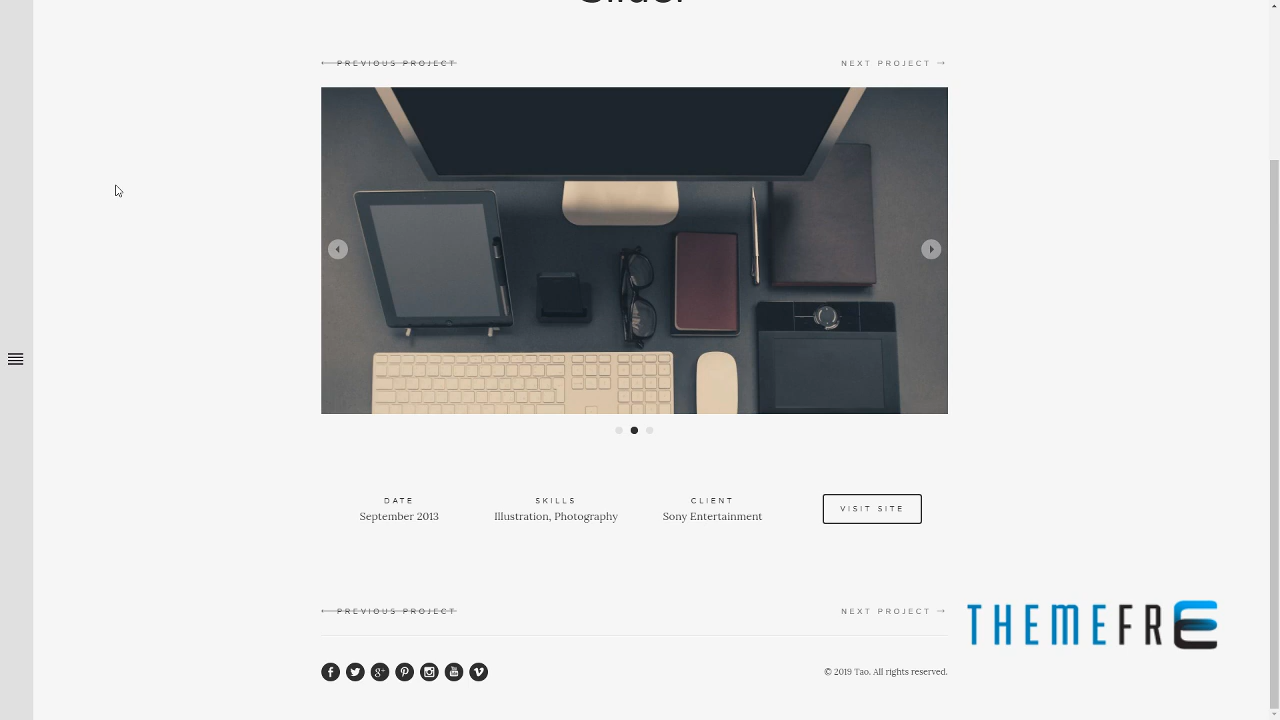 ← PREVIOUS PROJECT
NEXT PROJECT →
DATE
September 2013
SKILLS
Illustration, Photography
CLIENT
Sony Entertainment
VISIT SITE
← PREVIOUS PROJECT
NEXT PROJECT →
THEMEFRE
© 2019 Tao. All rights reserved.